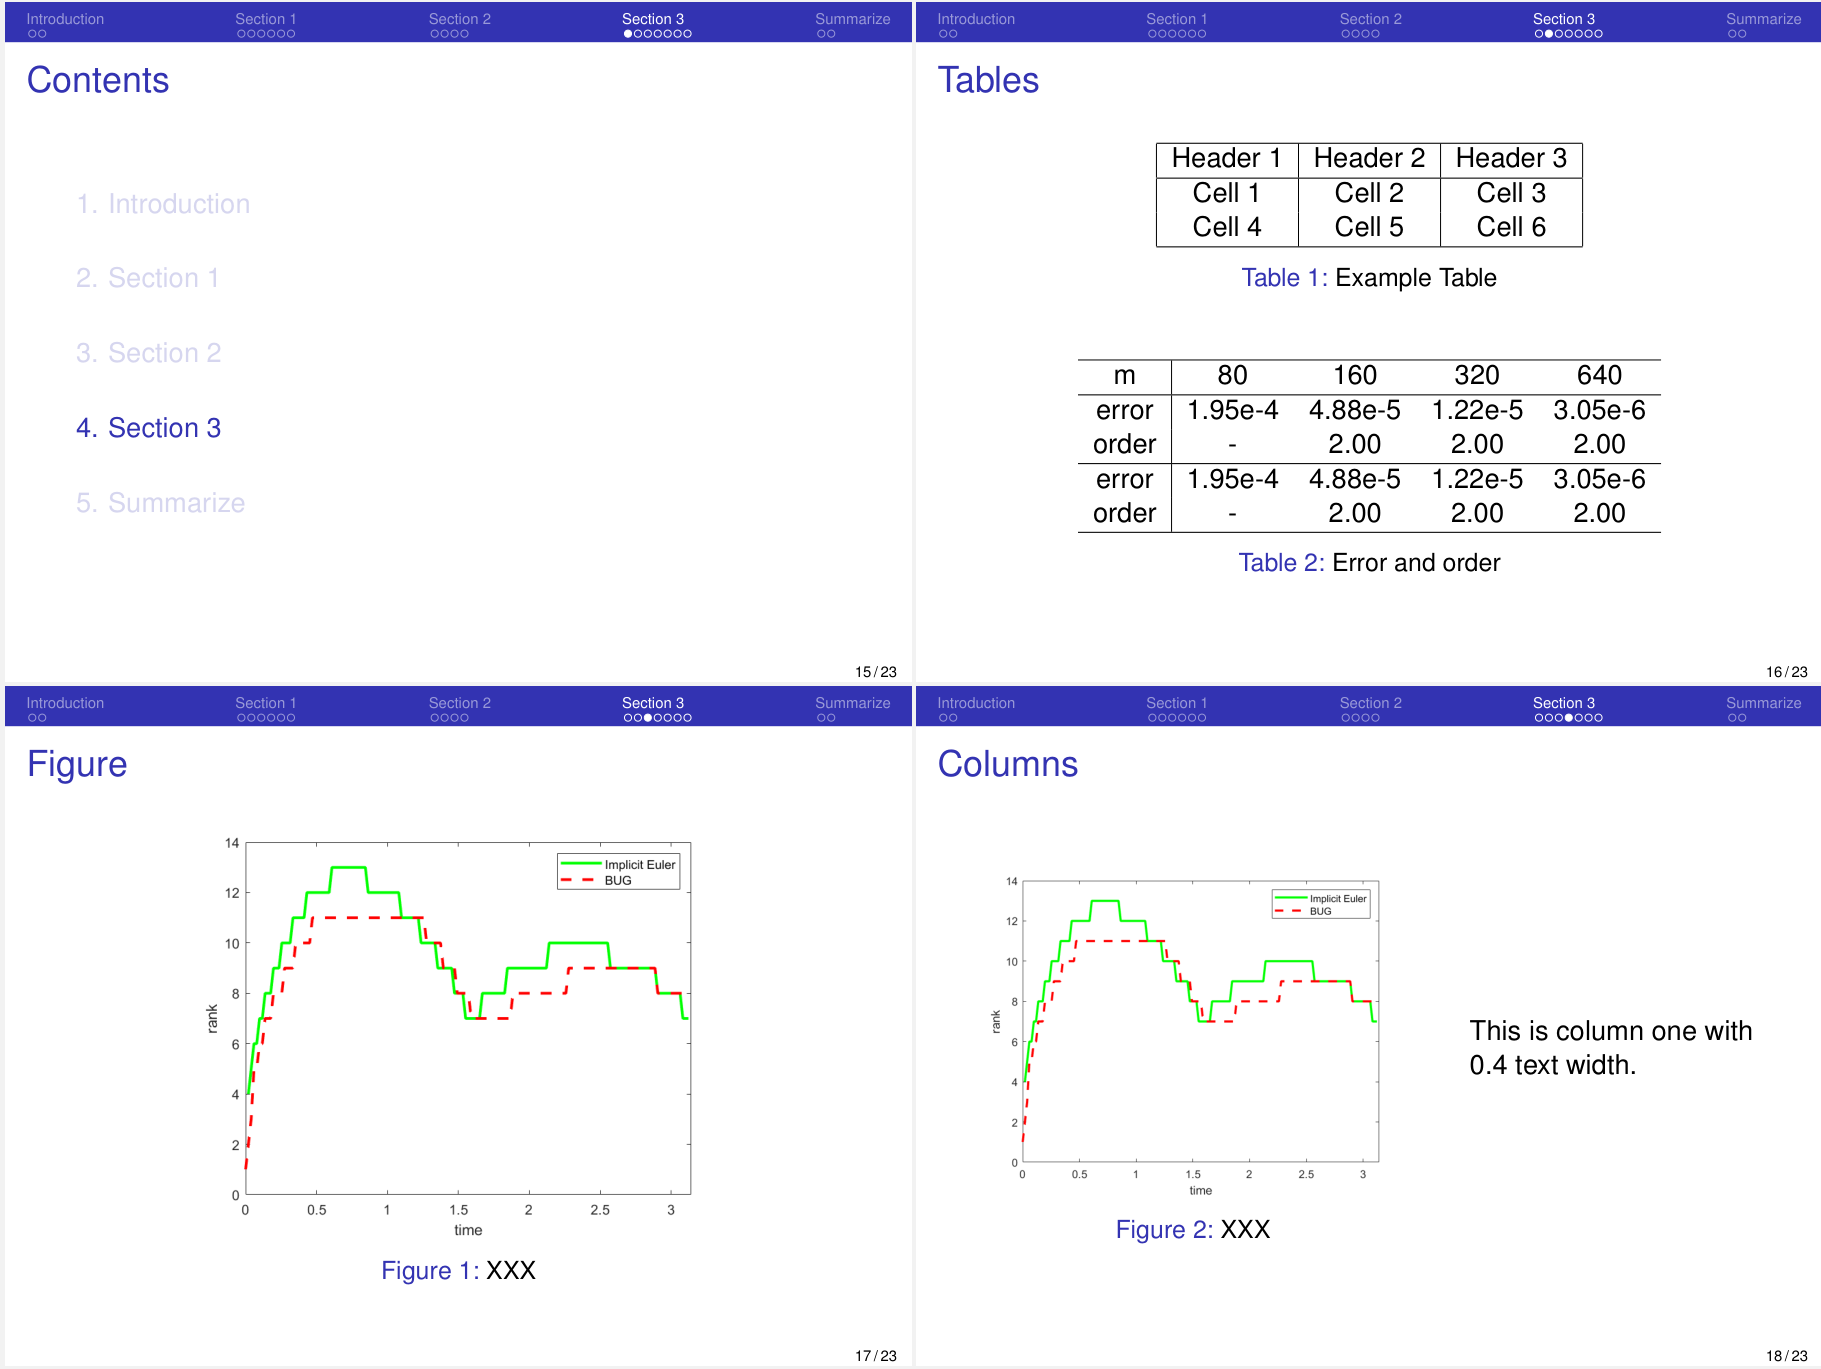 Introduction Section 1 Section 2 Section 3 Summarize
Contents
1. Introduction
2. Section 1
3. Section 2
4. Section 3
5. Summarize
15 / 23
Introduction Section 1 Section 2 Section 3 Summarize
Tables
Header 1 Header 2 Header 3
Cell 1 Cell 2 Cell 3
Cell 4 Cell 5 Cell 6
Table 1: Example Table
m 80 160 320 640
error 1.95e-4 4.88e-5 1.22e-5 3.05e-6
order - 2.00 2.00 2.00
error 1.95e-4 4.88e-5 1.22e-5 3.05e-6
order - 2.00 2.00 2.00
Table 2: Error and order
16 / 23
Introduction Section 1 Section 2 Section 3 Summarize
Figure
14
12
10
8
6
4
2
0
rank
Implicit Euler
BUG
0 0.5 1 1.5 2 2.5 3
time
Figure 1: XXX
17 / 23
Introduction Section 1 Section 2 Section 3 Summarize
Columns
14
12
10
8
6
4
2
0
rank
Implicit Euler
BUG
0 0.5 1 1.5 2 2.5 3
time
Figure 2: XXX
This is column one with
0.4 text width.
18 / 23